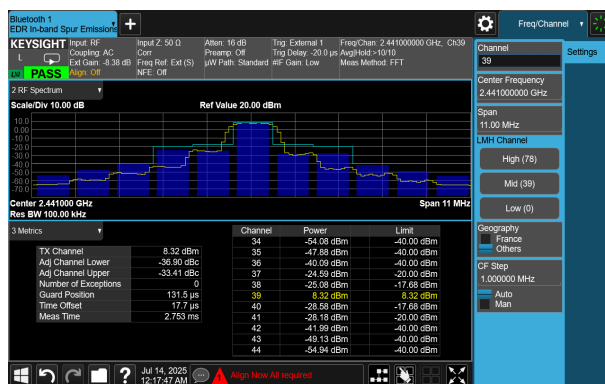 Bluetooth 1
EDR In-band Spur Emissions
Freq/Channel
KEYSIGHT
L
PASS
Input: RF
Coupling: AC
Ext Gain: -8.38 dB
Align: Off
Input Z: 50 Ω
Corr
Freq Ref: Ext (S)
NFE: Off
Atten: 16 dB
Preamp: Off
µW Path: Standard
Trig: External 1
Trig Delay: -20.0 µs
#IF Gain: Low
Freq/Chan: 2.441000000 GHz, Ch39
Avg|Hold:>10/10
Meas Method: FFT
2 RF Spectrum
Scale/Div 10.00 dB
Ref Value 20.00 dBm
10.0
0.00
-10.0
-20.0
-30.0
-40.0
-50.0
-60.0
-70.0
Center 2.441000 GHz
Res BW 100.00 kHz
Span 11 MHz
3 Metrics
TX Channel 8.32 dBm
Adj Channel Lower -36.90 dBc
Adj Channel Upper -33.41 dBc
Number of Exceptions 0
Guard Position 131.5 µs
Time Offset 17.7 µs
Meas Time 2.753 ms
Channel Power Limit
34 -54.08 dBm -40.00 dBm
35 -47.88 dBm -40.00 dBm
36 -40.09 dBm -40.00 dBm
37 -24.59 dBm -20.00 dBm
38 -25.08 dBm -17.68 dBm
39 8.32 dBm 8.32 dBm
40 -28.58 dBm -17.68 dBm
41 -28.18 dBm -20.00 dBm
42 -41.99 dBm -40.00 dBm
43 -49.13 dBm -40.00 dBm
44 -54.94 dBm -40.00 dBm
Channel
39
Center Frequency
2.441000000 GHz
Span
11.00 MHz
LMH Channel
High (78)
Mid (39)
Low (0)
Geography
France
Others
CF Step
1.000000 MHz
Auto
Man
Settings
?
Jul 14, 2025
12:17:47 AM
Align Now All required